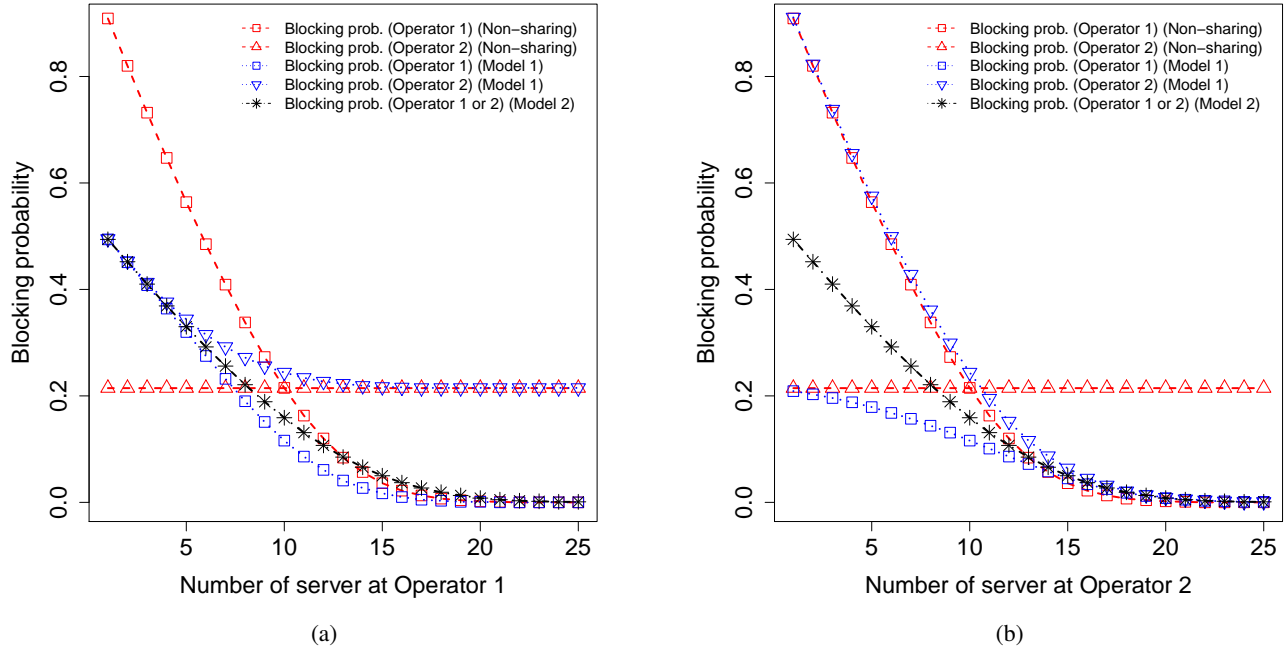 Blocking prob. (Operator 1) (Non−sharing)
Blocking prob. (Operator 2) (Non−sharing)
Blocking prob. (Operator 1) (Model 1)
Blocking prob. (Operator 2) (Model 1)
Blocking prob. (Operator 1 or 2) (Model 2)
Blocking probability
0.8
0.6
0.4
0.2
0.0
5 10 15 20 25
Number of server at Operator 1
(a)
Blocking prob. (Operator 1) (Non−sharing)
Blocking prob. (Operator 2) (Non−sharing)
Blocking prob. (Operator 1) (Model 1)
Blocking prob. (Operator 2) (Model 1)
Blocking prob. (Operator 1 or 2) (Model 2)
Blocking probability
0.8
0.6
0.4
0.2
0.0
5 10 15 20 25
Number of server at Operator 2
(b)